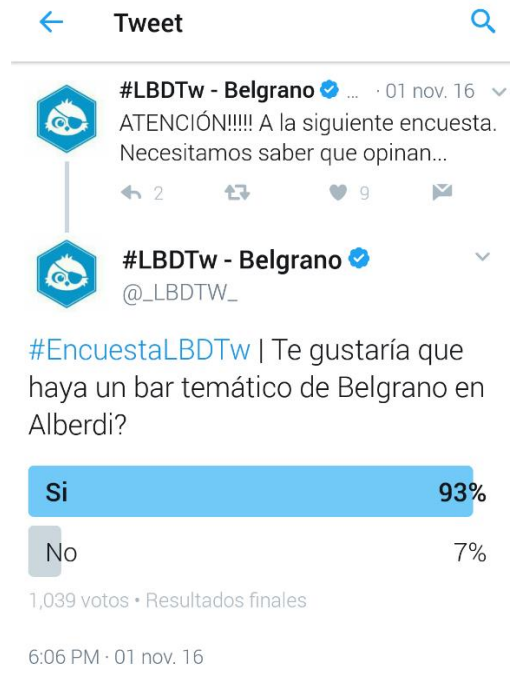 Tweet
#LBDTw - Belgrano ... · 01 nov. 16
ATENCIÓN!!!!! A la siguiente encuesta.
Necesitamos saber que opinan...
2 9
#LBDTw - Belgrano
@_LBDTW_
#EncuestaLBDTw | Te gustaría que
haya un bar temático de Belgrano en
Alberdi?
Si 93%
No 7%
1,039 votos • Resultados finales
6:06 PM · 01 nov. 16